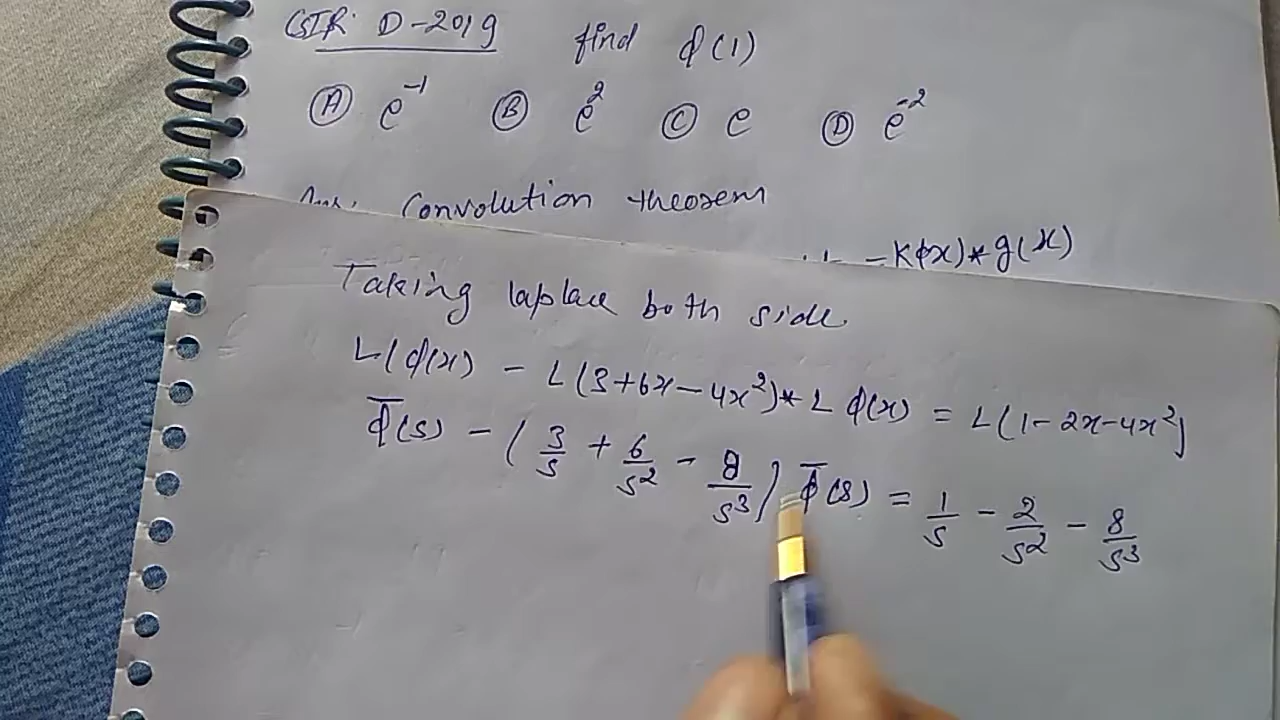 CSIR D-2019 find φ(1)
Ⓐ e⁻¹ Ⓑ e² Ⓒ e Ⓓ e⁻²
Ans. Convolution theorem
= K(x)*g(x)
Taking laplace both side
L(φ(x) - L(3+6x-4x²)* L φ(x) = L(1-2x-4x²)
φ̅(s) - (3/s + 6/s² - 8/s³) φ̅(s) = 1/s - 2/s² - 8/s³